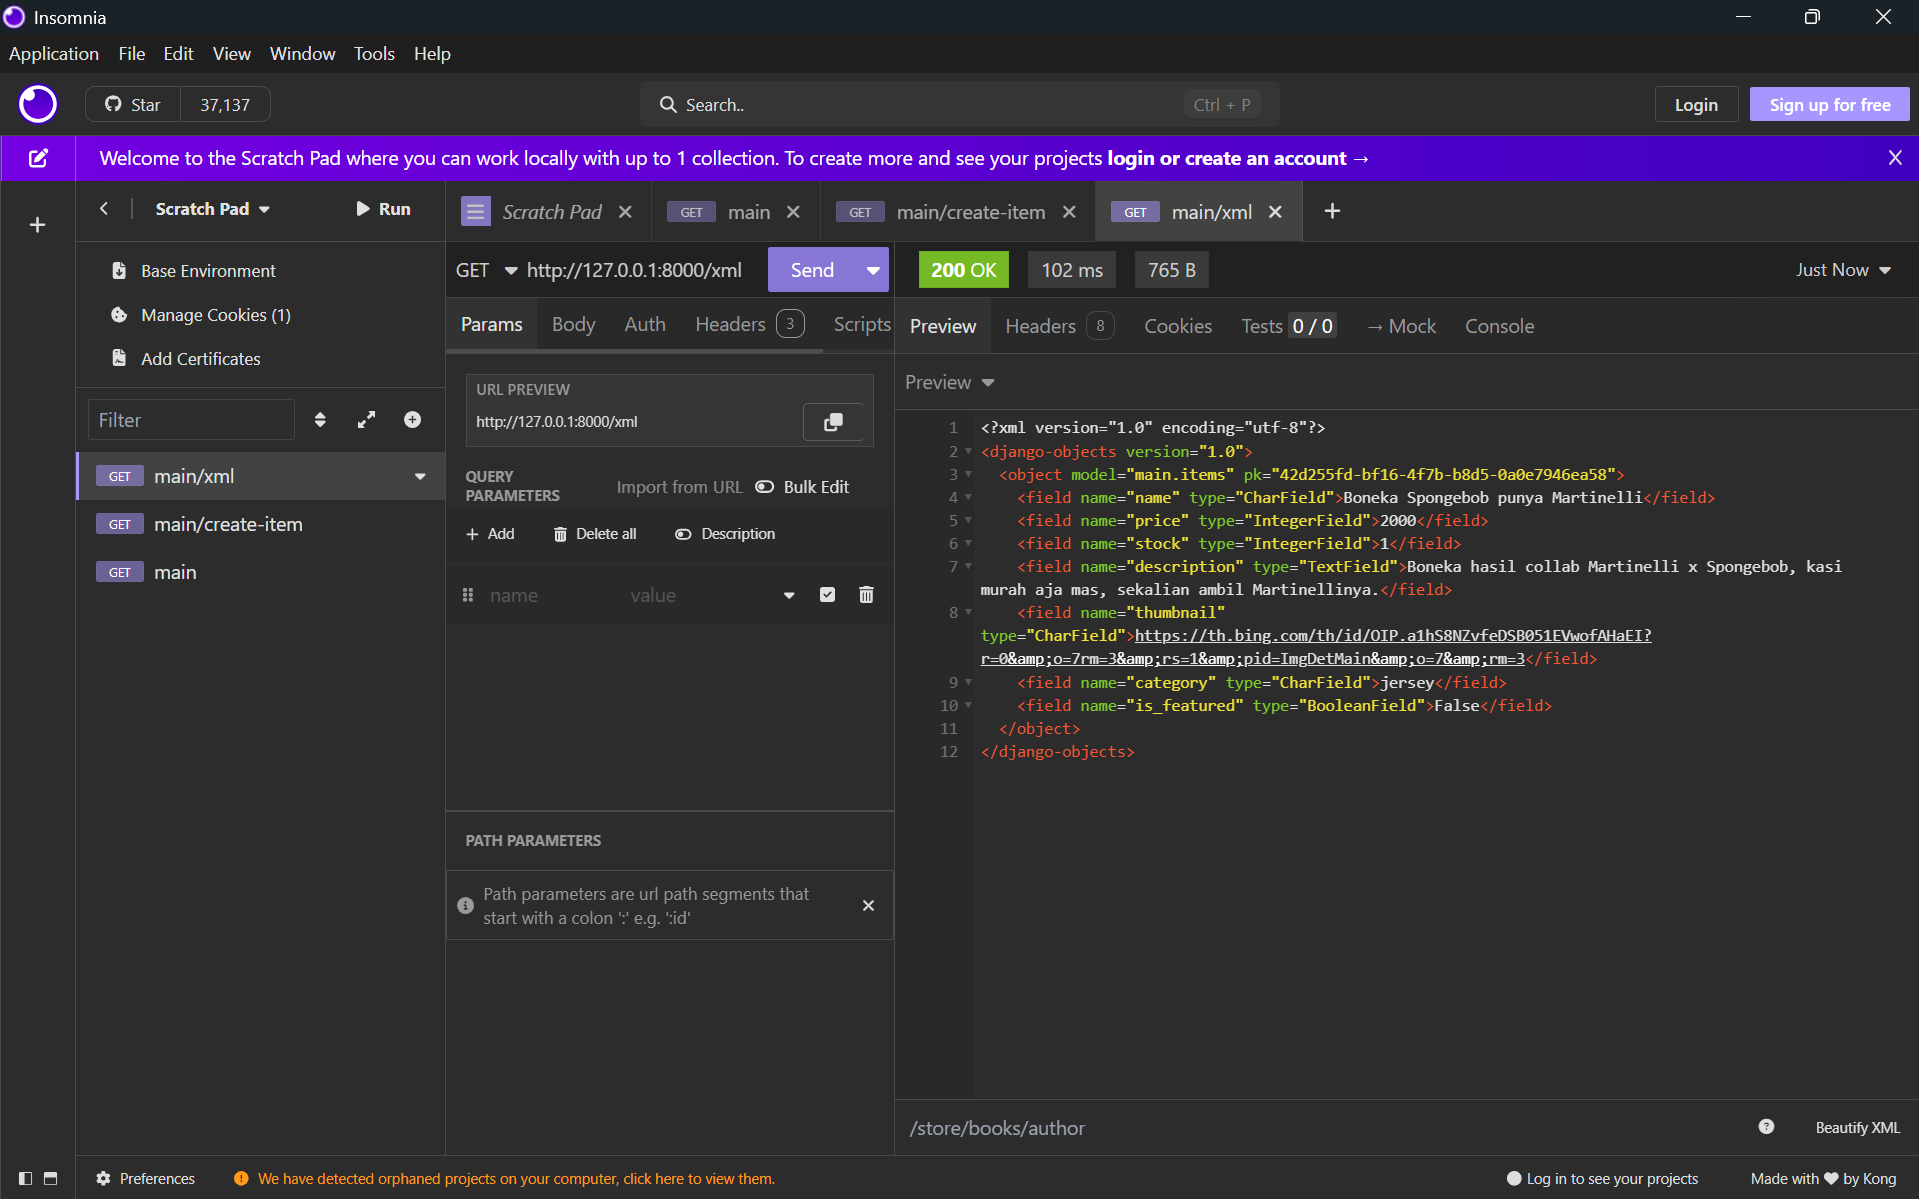 Insomnia
Application File Edit View Window Tools Help
Star 37,137
Search..
Ctrl + P
Login
Sign up for free
Welcome to the Scratch Pad where you can work locally with up to 1 collection. To create more and see your projects login or create an account →
Scratch Pad
Run
Scratch Pad
GET main
GET main/create-item
GET main/xml
Base Environment
Manage Cookies (1)
Add Certificates
Filter
GET main/xml
GET main/create-item
GET main
GET http://127.0.0.1:8000/xml
Send
Params Body Auth Headers 3 Scripts
URL PREVIEW
http://127.0.0.1:8000/xml
QUERY
PARAMETERS
Import from URL
Bulk Edit
Add
Delete all
Description
name value
PATH PARAMETERS
Path parameters are url path segments that
start with a colon ':' e.g. ':id'
200 OK
102 ms
765 B
Just Now
Preview Headers 8 Cookies Tests 0 / 0 → Mock Console
Preview
1 <?xml version="1.0" encoding="utf-8"?>
2 <django-objects version="1.0">
3 <object model="main.items" pk="42d255fd-bf16-4f7b-b8d5-0a0e7946ea58">
4 <field name="name" type="CharField">Boneka Spongebob punya Martinelli</field>
5 <field name="price" type="IntegerField">2000</field>
6 <field name="stock" type="IntegerField">1</field>
7 <field name="description" type="TextField">Boneka hasil collab Martinelli x Spongebob, kasi
murah aja mas, sekalian ambil Martinellinya.</field>
8 <field name="thumbnail"
type="CharField">https://th.bing.com/th/id/OIP.a1hS8NZvfeDSB051EVwofAHaEI?
r=0&amp;o=7rm=3&amp;rs=1&amp;pid=ImgDetMain&amp;o=7&amp;rm=3</field>
9 <field name="category" type="CharField">jersey</field>
10 <field name="is_featured" type="BooleanField">False</field>
11 </object>
12 </django-objects>
/store/books/author
Beautify XML
Preferences
We have detected orphaned projects on your computer, click here to view them.
Log in to see your projects
Made with ♥ by Kong